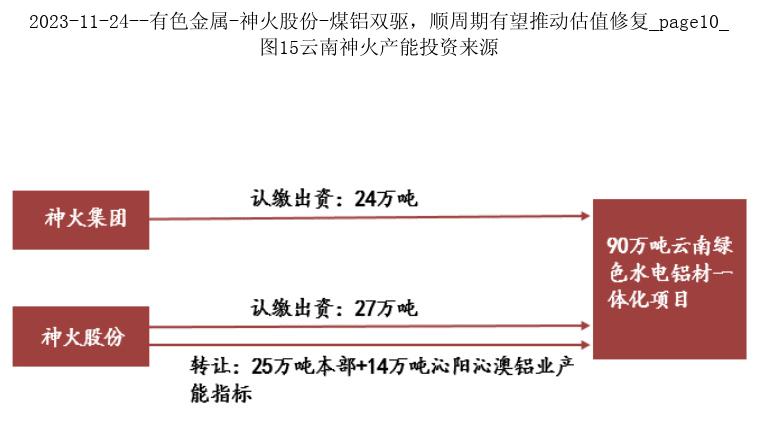 2023-11-24--有色金属-神火股份-煤铝双驱，顺周期有望推动估值修复_page10_
图15云南神火产能投资来源
认缴出资：24万吨
神火集团
90万吨云南绿
色水电铝材一
体化项目
认缴出资：27万吨
神火股份
转让：25万吨本部+14万吨沁阳沁澳铝业产
能指标